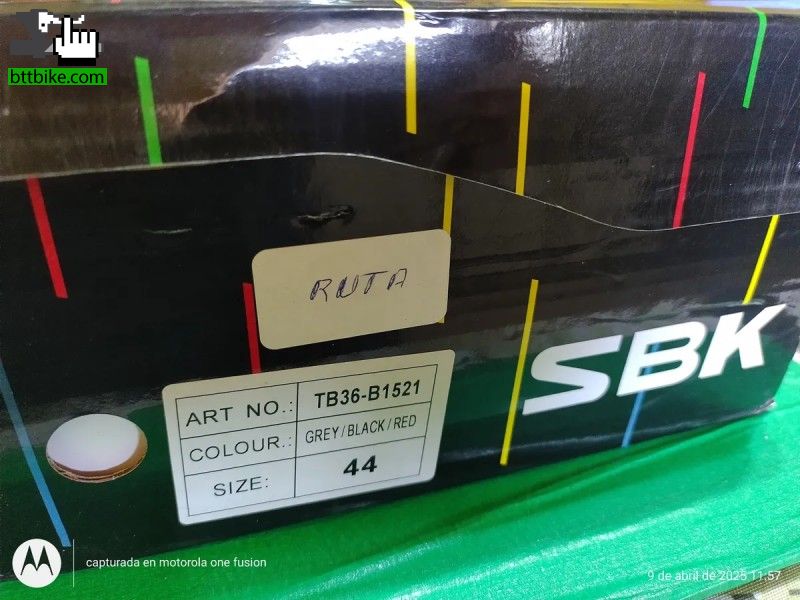 bttbike.com
RUTA
SBK
ART NO.: TB36-B1521
COLOUR.: GREY/BLACK/RED
SIZE: 44
capturada en motorola one fusion
9 de abril de 2025 11:57